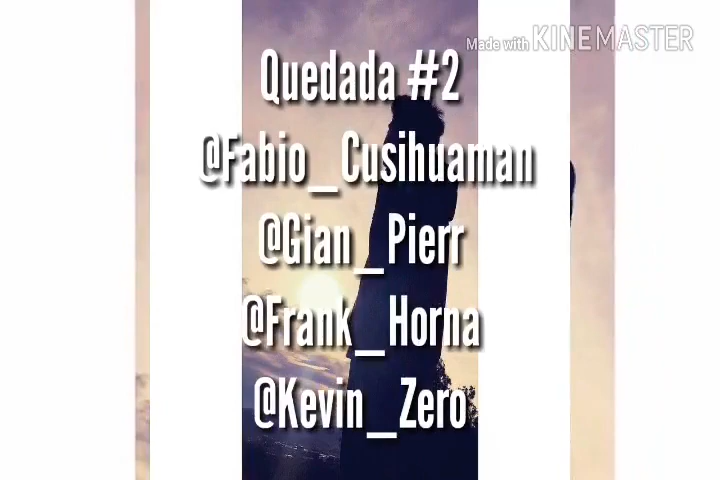 Made with KINEMASTER
Quedada #2
@Fabio_Cusihuaman
@Gian_Pierr
@Frank_Horna
@Kevin_Zero